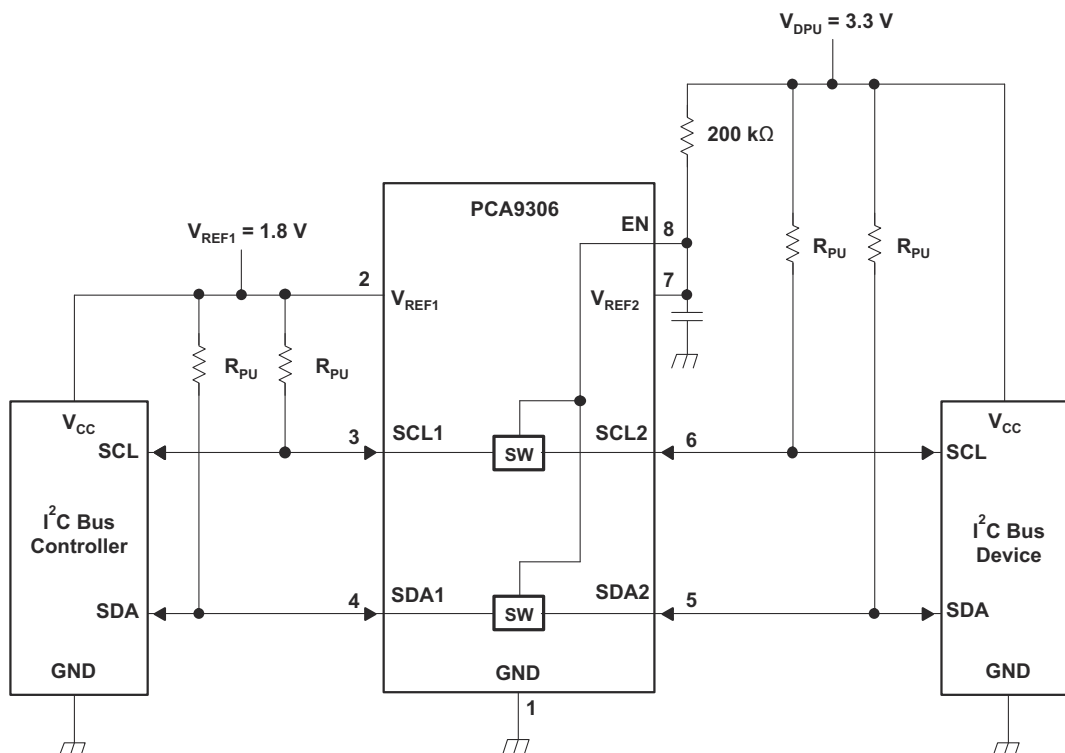 V_DPU = 3.3 V
200 kΩ
PCA9306
EN
8
V_REF1 = 1.8 V
R_PU
R_PU
2
7
V_REF1
V_REF2
R_PU
R_PU
V_CC
V_CC
SCL
3
SCL1
SW
SCL2
6
SCL
I²C Bus
Controller
I²C Bus
Device
SDA
4
SDA1
SW
SDA2
5
SDA
GND
GND
GND
1